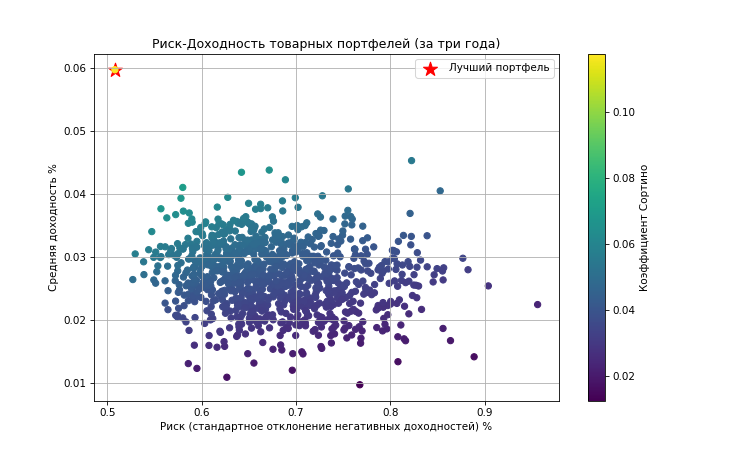 Риск-Доходность товарных портфелей (за три года)
Лучший портфель
0.06
0.05
0.04
0.03
0.02
0.01
Средняя доходность %
0.5 0.6 0.7 0.8 0.9
Риск (стандартное отклонение негативных доходностей) %
0.10
0.08
0.06
0.04
0.02
Коэффициент Сортино